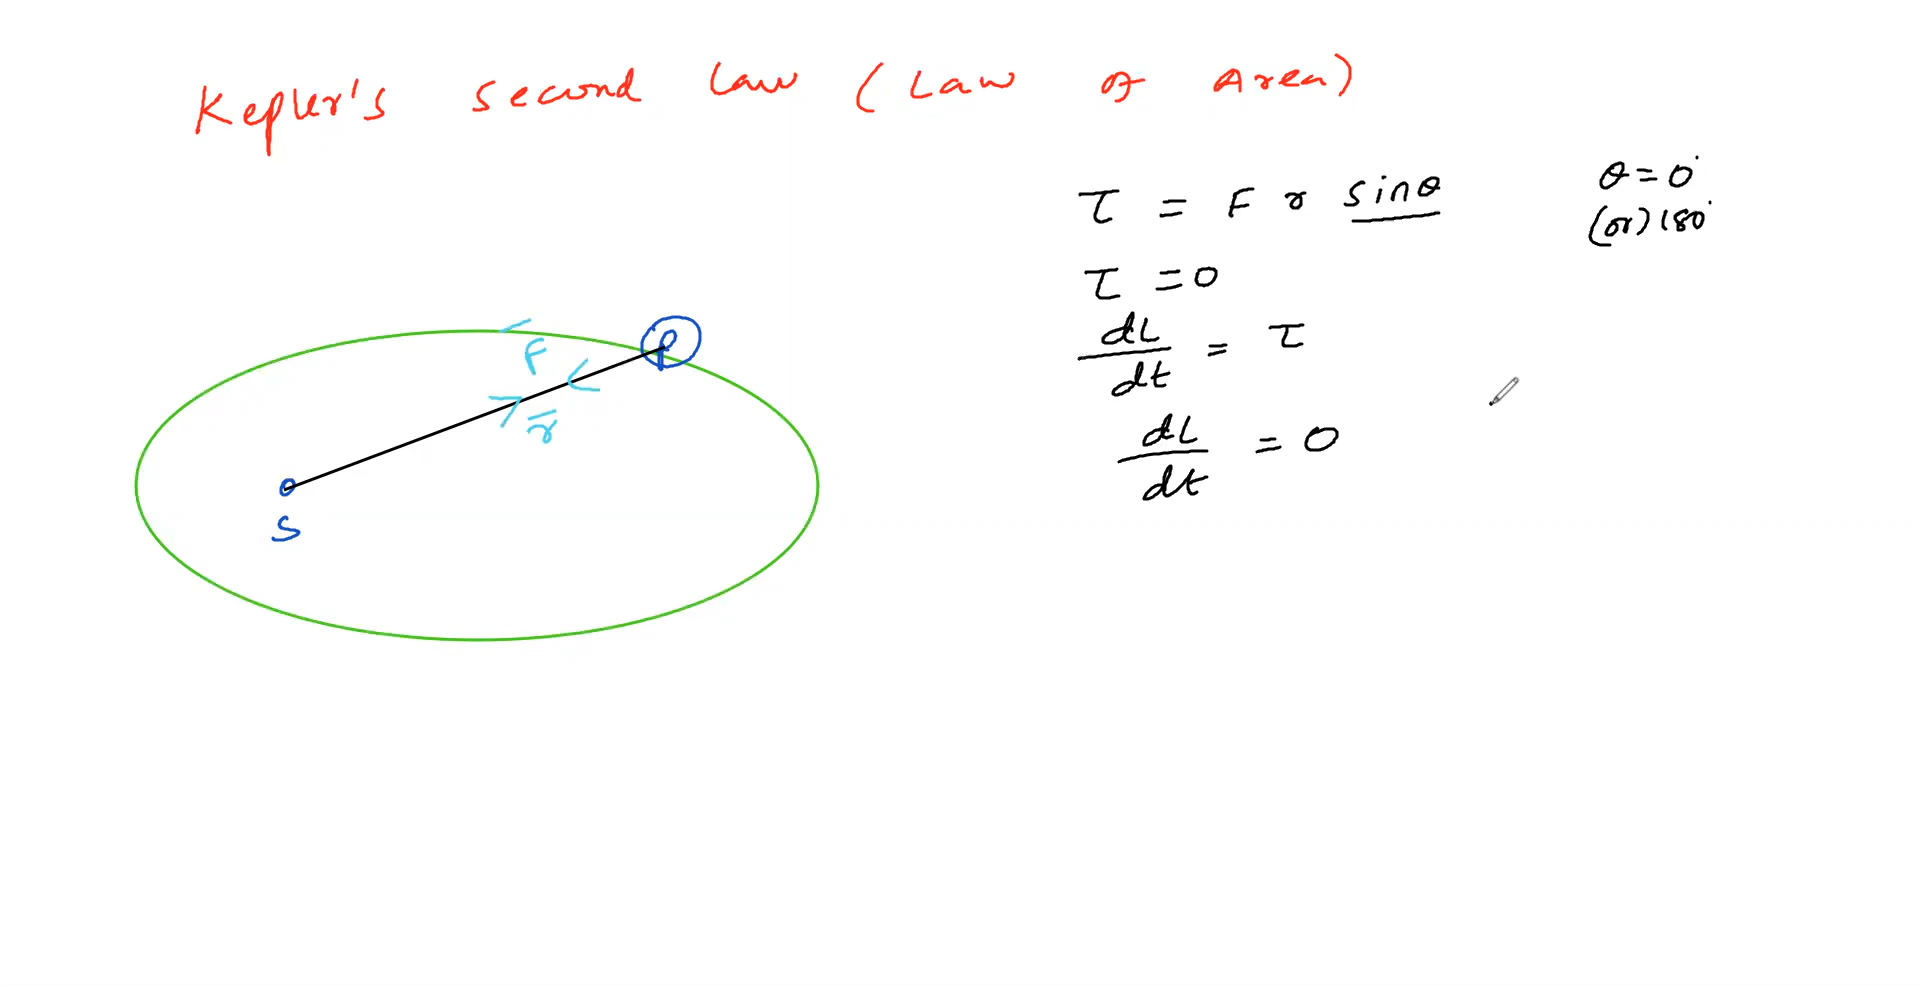 Kepler's second Law (Law of Area)
τ = F r sinθ
θ = 0°
(or) 180°
τ = 0
dL/dt = τ
dL/dt = 0
P
F
r̅
S